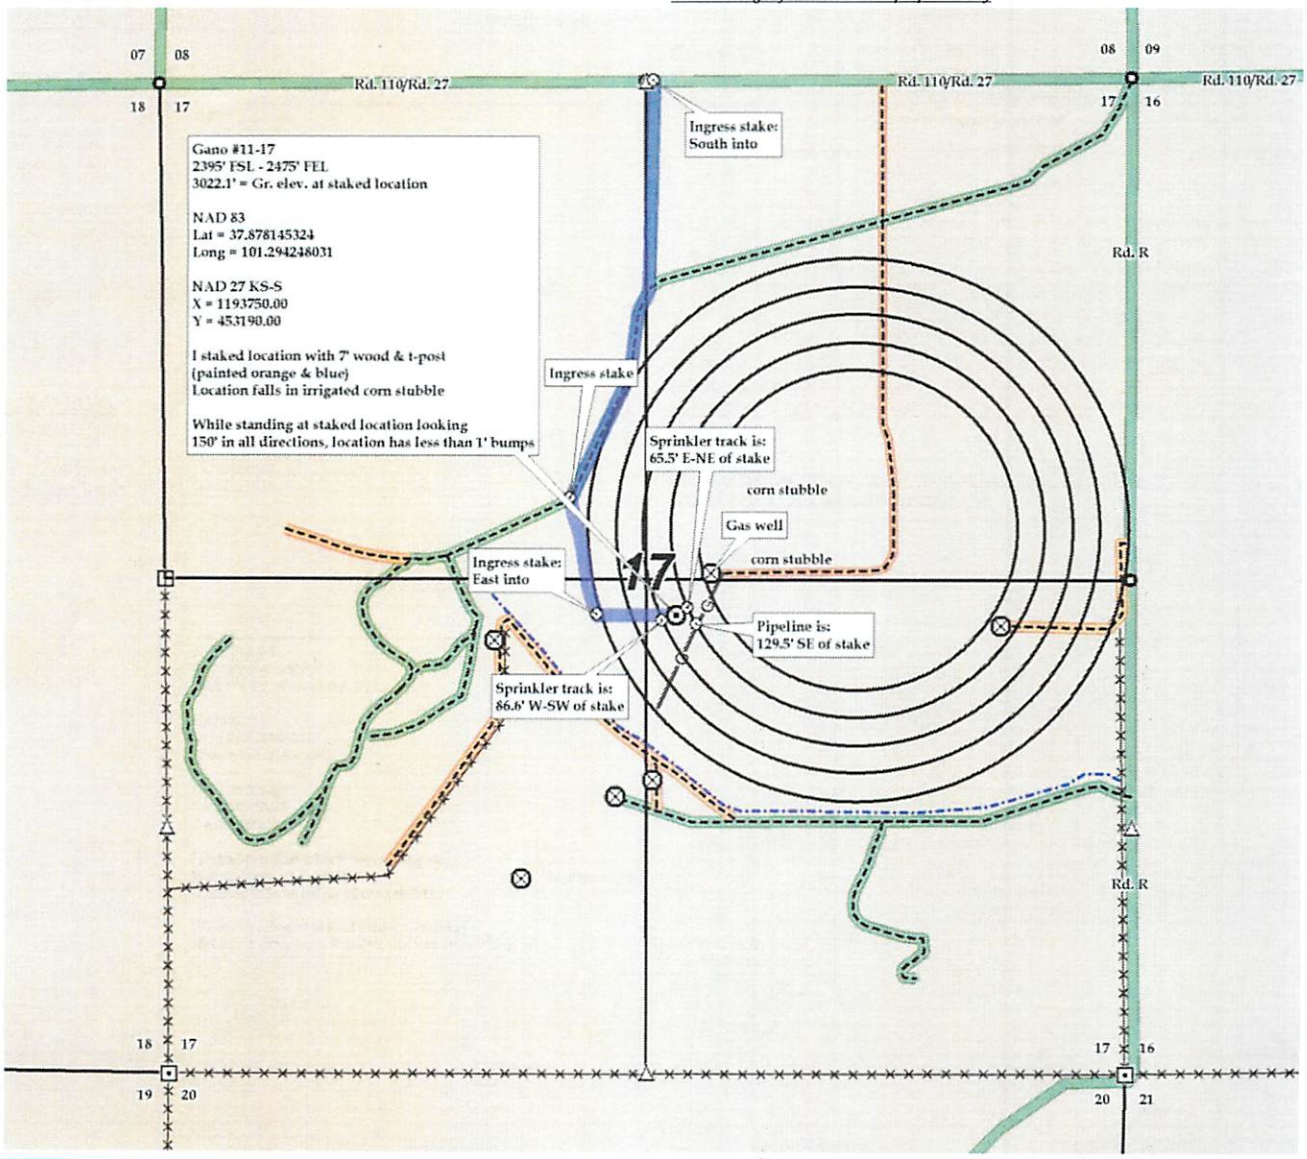 07 08
08 09
Rd. 110/Rd. 27
Rd. 110/Rd. 27
Rd. 110/Rd. 27
18 17
17 16
Ingress stake:
South into
Gano #11-17
2395' FSL - 2475' FEL
3022.1' = Gr. elev. at staked location
NAD 83
Lat = 37.878145324
Long = 101.294248031
NAD 27 KS-S
X = 1193750.00
Y = 453190.00
I staked location with 7' wood & t-post
(painted orange & blue)
Location falls in irrigated corn stubble
While standing at staked location looking
150' in all directions, location has less than 1' bumps
Rd. R
Ingress stake
Sprinkler track is:
65.5' E-NE of stake
corn stubble
Gas well
corn stubble
17
Ingress stake:
East into
Pipeline is:
129.5' SE of stake
Sprinkler track is:
86.6' W-SW of stake
Rd. R
18 17
17 16
19 20
20 21